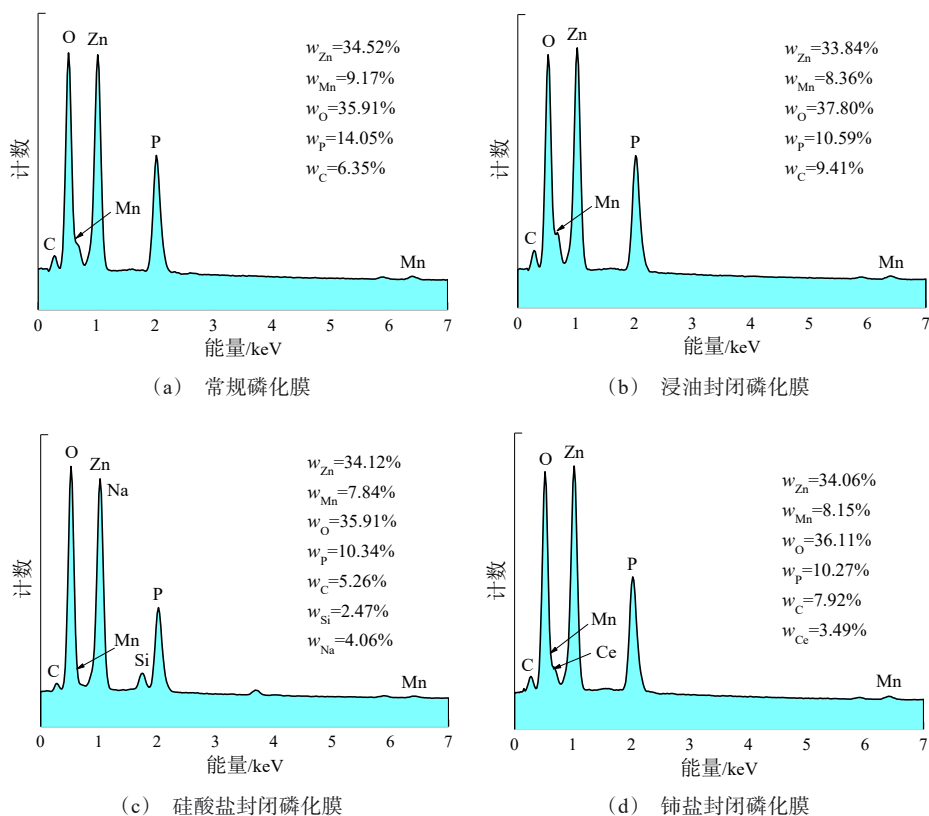 O
Zn
w_Zn=34.52%
w_Mn=9.17%
w_O=35.91%
w_P=14.05%
w_C=6.35%
P
Mn
C
Mn
计数
0 1 2 3 4 5 6 7
能量/keV
(a) 常规磷化膜
O
Zn
w_Zn=33.84%
w_Mn=8.36%
w_O=37.80%
w_P=10.59%
w_C=9.41%
P
Mn
C
Mn
计数
0 1 2 3 4 5 6 7
能量/keV
(b) 浸油封闭磷化膜
O
Zn
Na
w_Zn=34.12%
w_Mn=7.84%
w_O=35.91%
w_P=10.34%
w_C=5.26%
w_Si=2.47%
w_Na=4.06%
P
Mn
Si
C
Mn
计数
0 1 2 3 4 5 6 7
能量/keV
(c) 硅酸盐封闭磷化膜
O
Zn
w_Zn=34.06%
w_Mn=8.15%
w_O=36.11%
w_P=10.27%
w_C=7.92%
w_Ce=3.49%
P
Mn
Ce
C
Mn
计数
0 1 2 3 4 5 6 7
能量/keV
(d) 铈盐封闭磷化膜